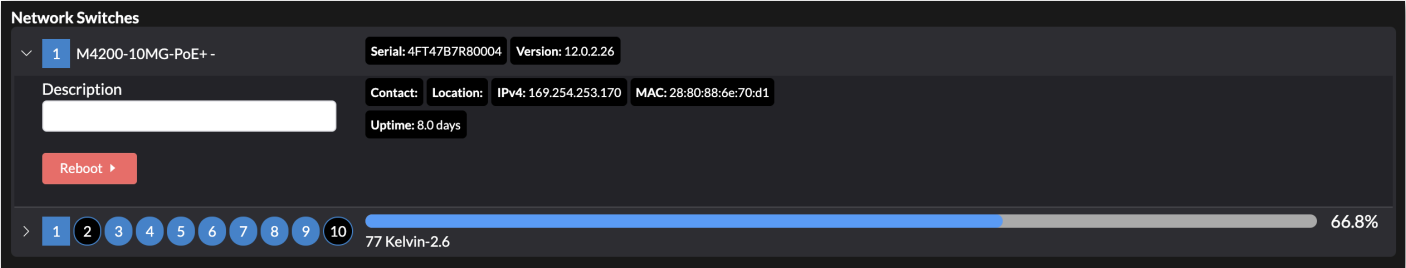 Network Switches
1 M4200-10MG-PoE+ - Serial: 4FT47B7R80004 Version: 12.0.2.26
Description
Contact: Location: IPv4: 169.254.253.170 MAC: 28:80:88:6e:70:d1
Uptime: 8.0 days
Reboot
1 2 3 4 5 6 7 8 9 10 66.8%
77 Kelvin-2.6